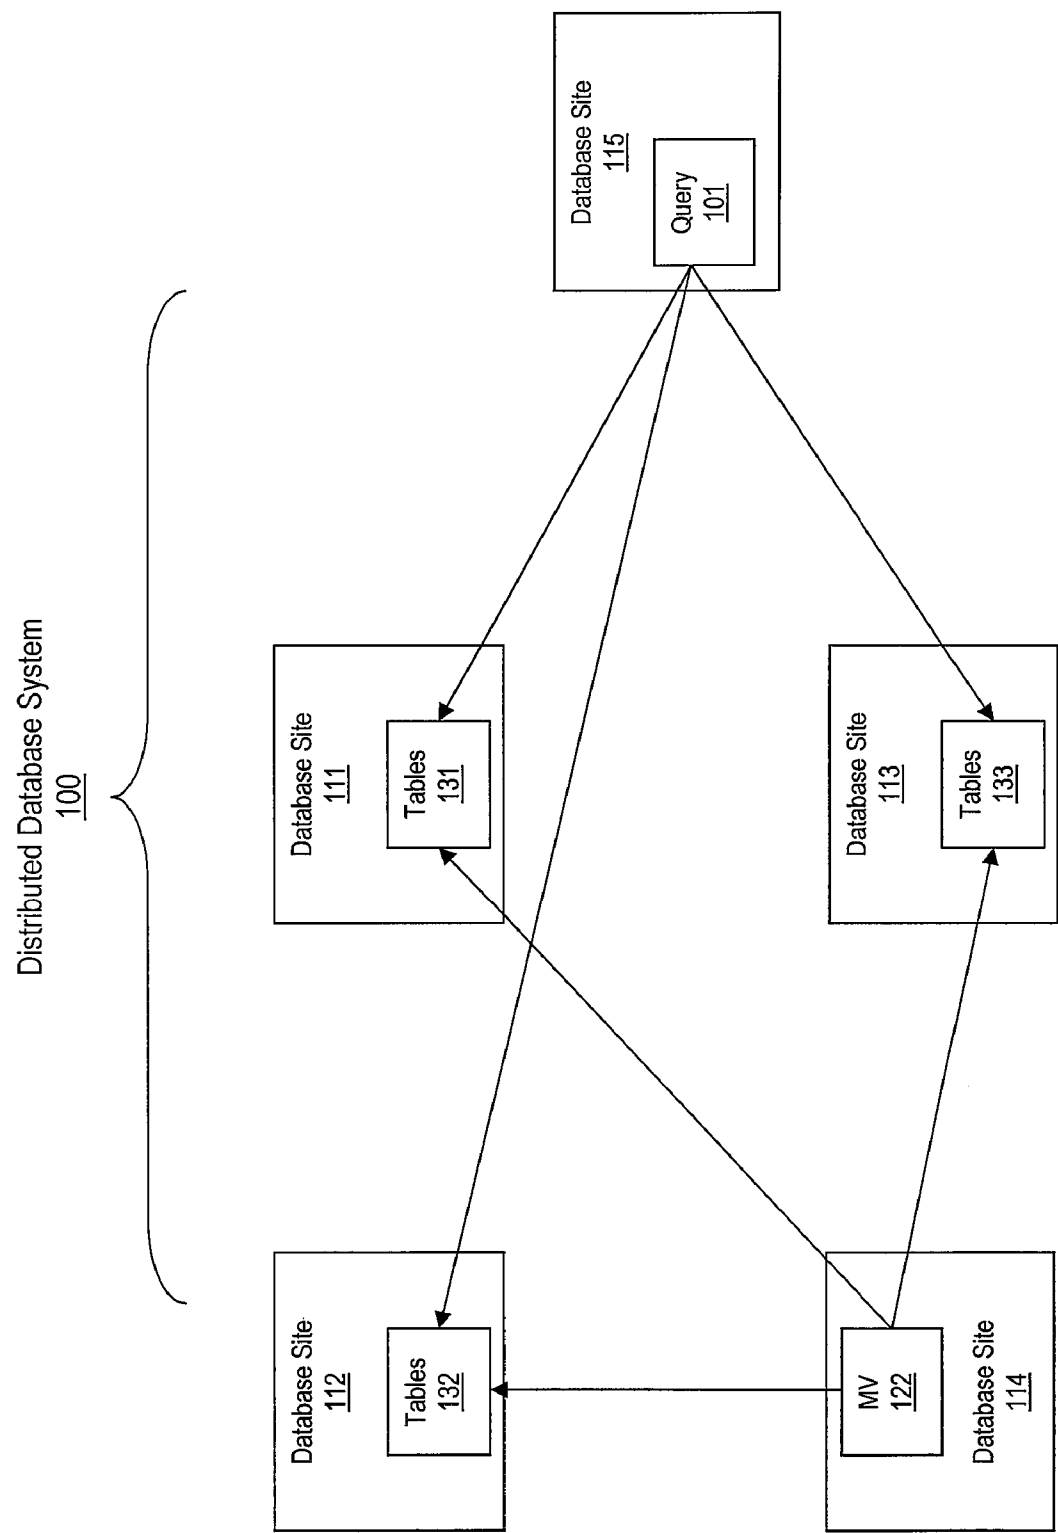 Distributed Database System
100
Database Site
112
Tables
132
Database Site
111
Tables
131
Database Site
115
Query
101
MV
122
Database Site
114
Database Site
113
Tables
133